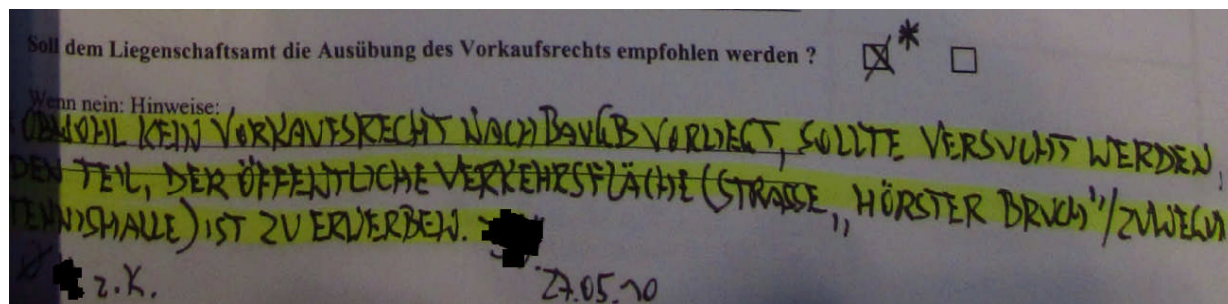 Soll dem Liegenschaftsamt die Ausübung des Vorkaufsrechts empfohlen werden ? ☒* ☐
Wenn nein: Hinweise:
OBWOHL KEIN VORKAUFSRECHT NACH BAUGB VORLIEGT, SOLLTE VERSUCHT WERDEN,
DEN TEIL, DER ÖFFENTLICHE VERKEHRSFLÄCHE (STRASSE „HÖRSTER BRUCH"/ZUWEGUN
TENNISHALLE) IST ZU ERWERBEN.
z.K. 27.05.10